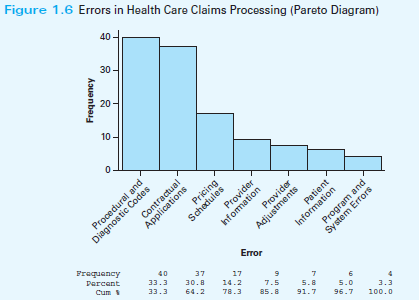 Figure 1.6 Errors in Health Care Claims Processing (Pareto Diagram)
40
30
20
10
0
Frequency
Procedural and
Diagnostic Codes
Contractual
Applications
Pricing
Schedules
Provider
Information
Provider
Adjustments
Patient
Information
Program and
System Errors
Error
Frequency 40 37 17 9 7 6 4
Percent 33.3 30.8 14.2 7.5 5.8 5.0 3.3
Cum % 33.3 64.2 78.3 85.8 91.7 96.7 100.0